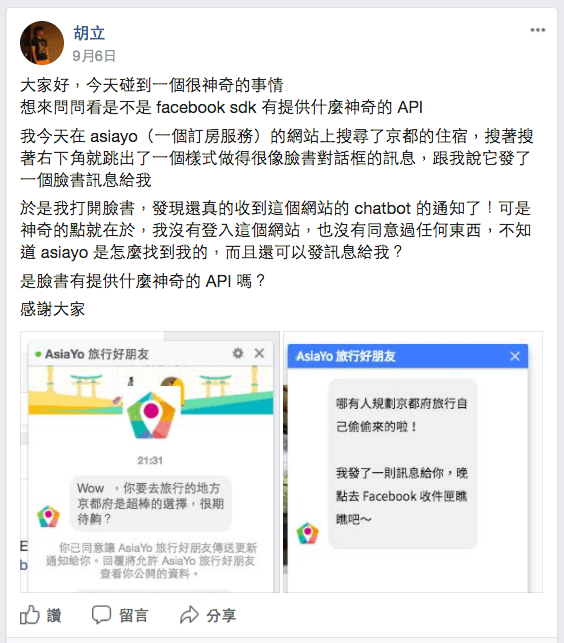 胡立
9月6日
大家好，今天碰到一個很神奇的事情
想來問問看是不是 facebook sdk 有提供什麼神奇的 API
我今天在 asiayo（一個訂房服務）的網站上搜尋了京都的住宿，搜著搜
著右下角就跳出了一個樣式做得很像臉書對話框的訊息，跟我說它發了
一個臉書訊息給我
於是我打開臉書，發現還真的收到這個網站的 chatbot 的通知了！可是
神奇的點就在於，我沒有登入這個網站，也沒有同意過任何東西，不知
道 asiayo 是怎麼找到我的，而且還可以發訊息給我？
是臉書有提供什麼神奇的 API 嗎？
感謝大家
AsiaYo 旅行好朋友
21:31
Wow ，你要去旅行的地方
京都府是超棒的選擇，很期
待齁？
你已同意讓 AsiaYo 旅行好朋友傳送更新
通知給你。回覆將允許 AsiaYo 旅行好朋友
查看你公開的資料。
AsiaYo 旅行好朋友
哪有人規劃京都府旅行自
己偷偷來的啦！
我發了一則訊息給你，晚
點去 Facebook 收件匣瞧
瞧吧～
讚
留言
分享